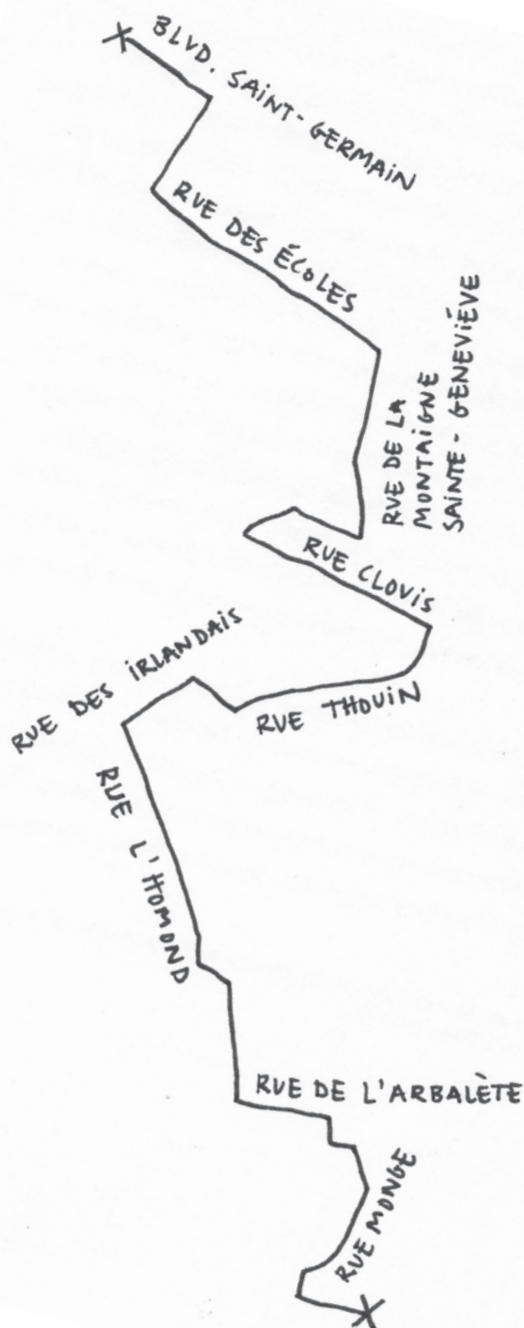 BLVD. SAINT-GERMAIN
RUE DES ÉCOLES
RUE DE LA
MONTAIGNE
SAINTE-GENEVIÈVE
RUE CLOVIS
RUE DES IRLANDAIS
RUE THOUIN
RUE L'HOMOND
RUE DE L'ARBALÈTE
RUE MONGE